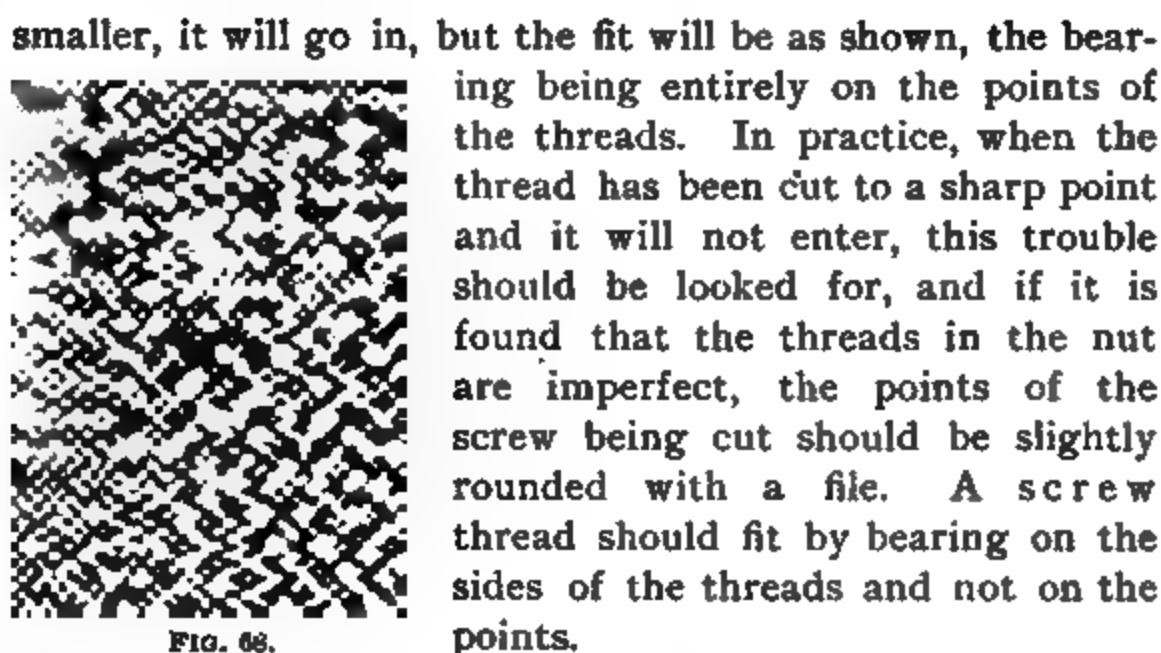 smaller, it will go in, but the fit will be as shown, the bear-
ing being entirely on the points of
the threads. In practice, when the
thread has been cut to a sharp point
and it will not enter, this trouble
should be looked for, and if it is
found that the threads in the nut
are imperfect, the points of the
screw being cut should be slightly
rounded with a file. A screw
thread should fit by bearing on the
sides of the threads and not on the
points.
FIG. 68.